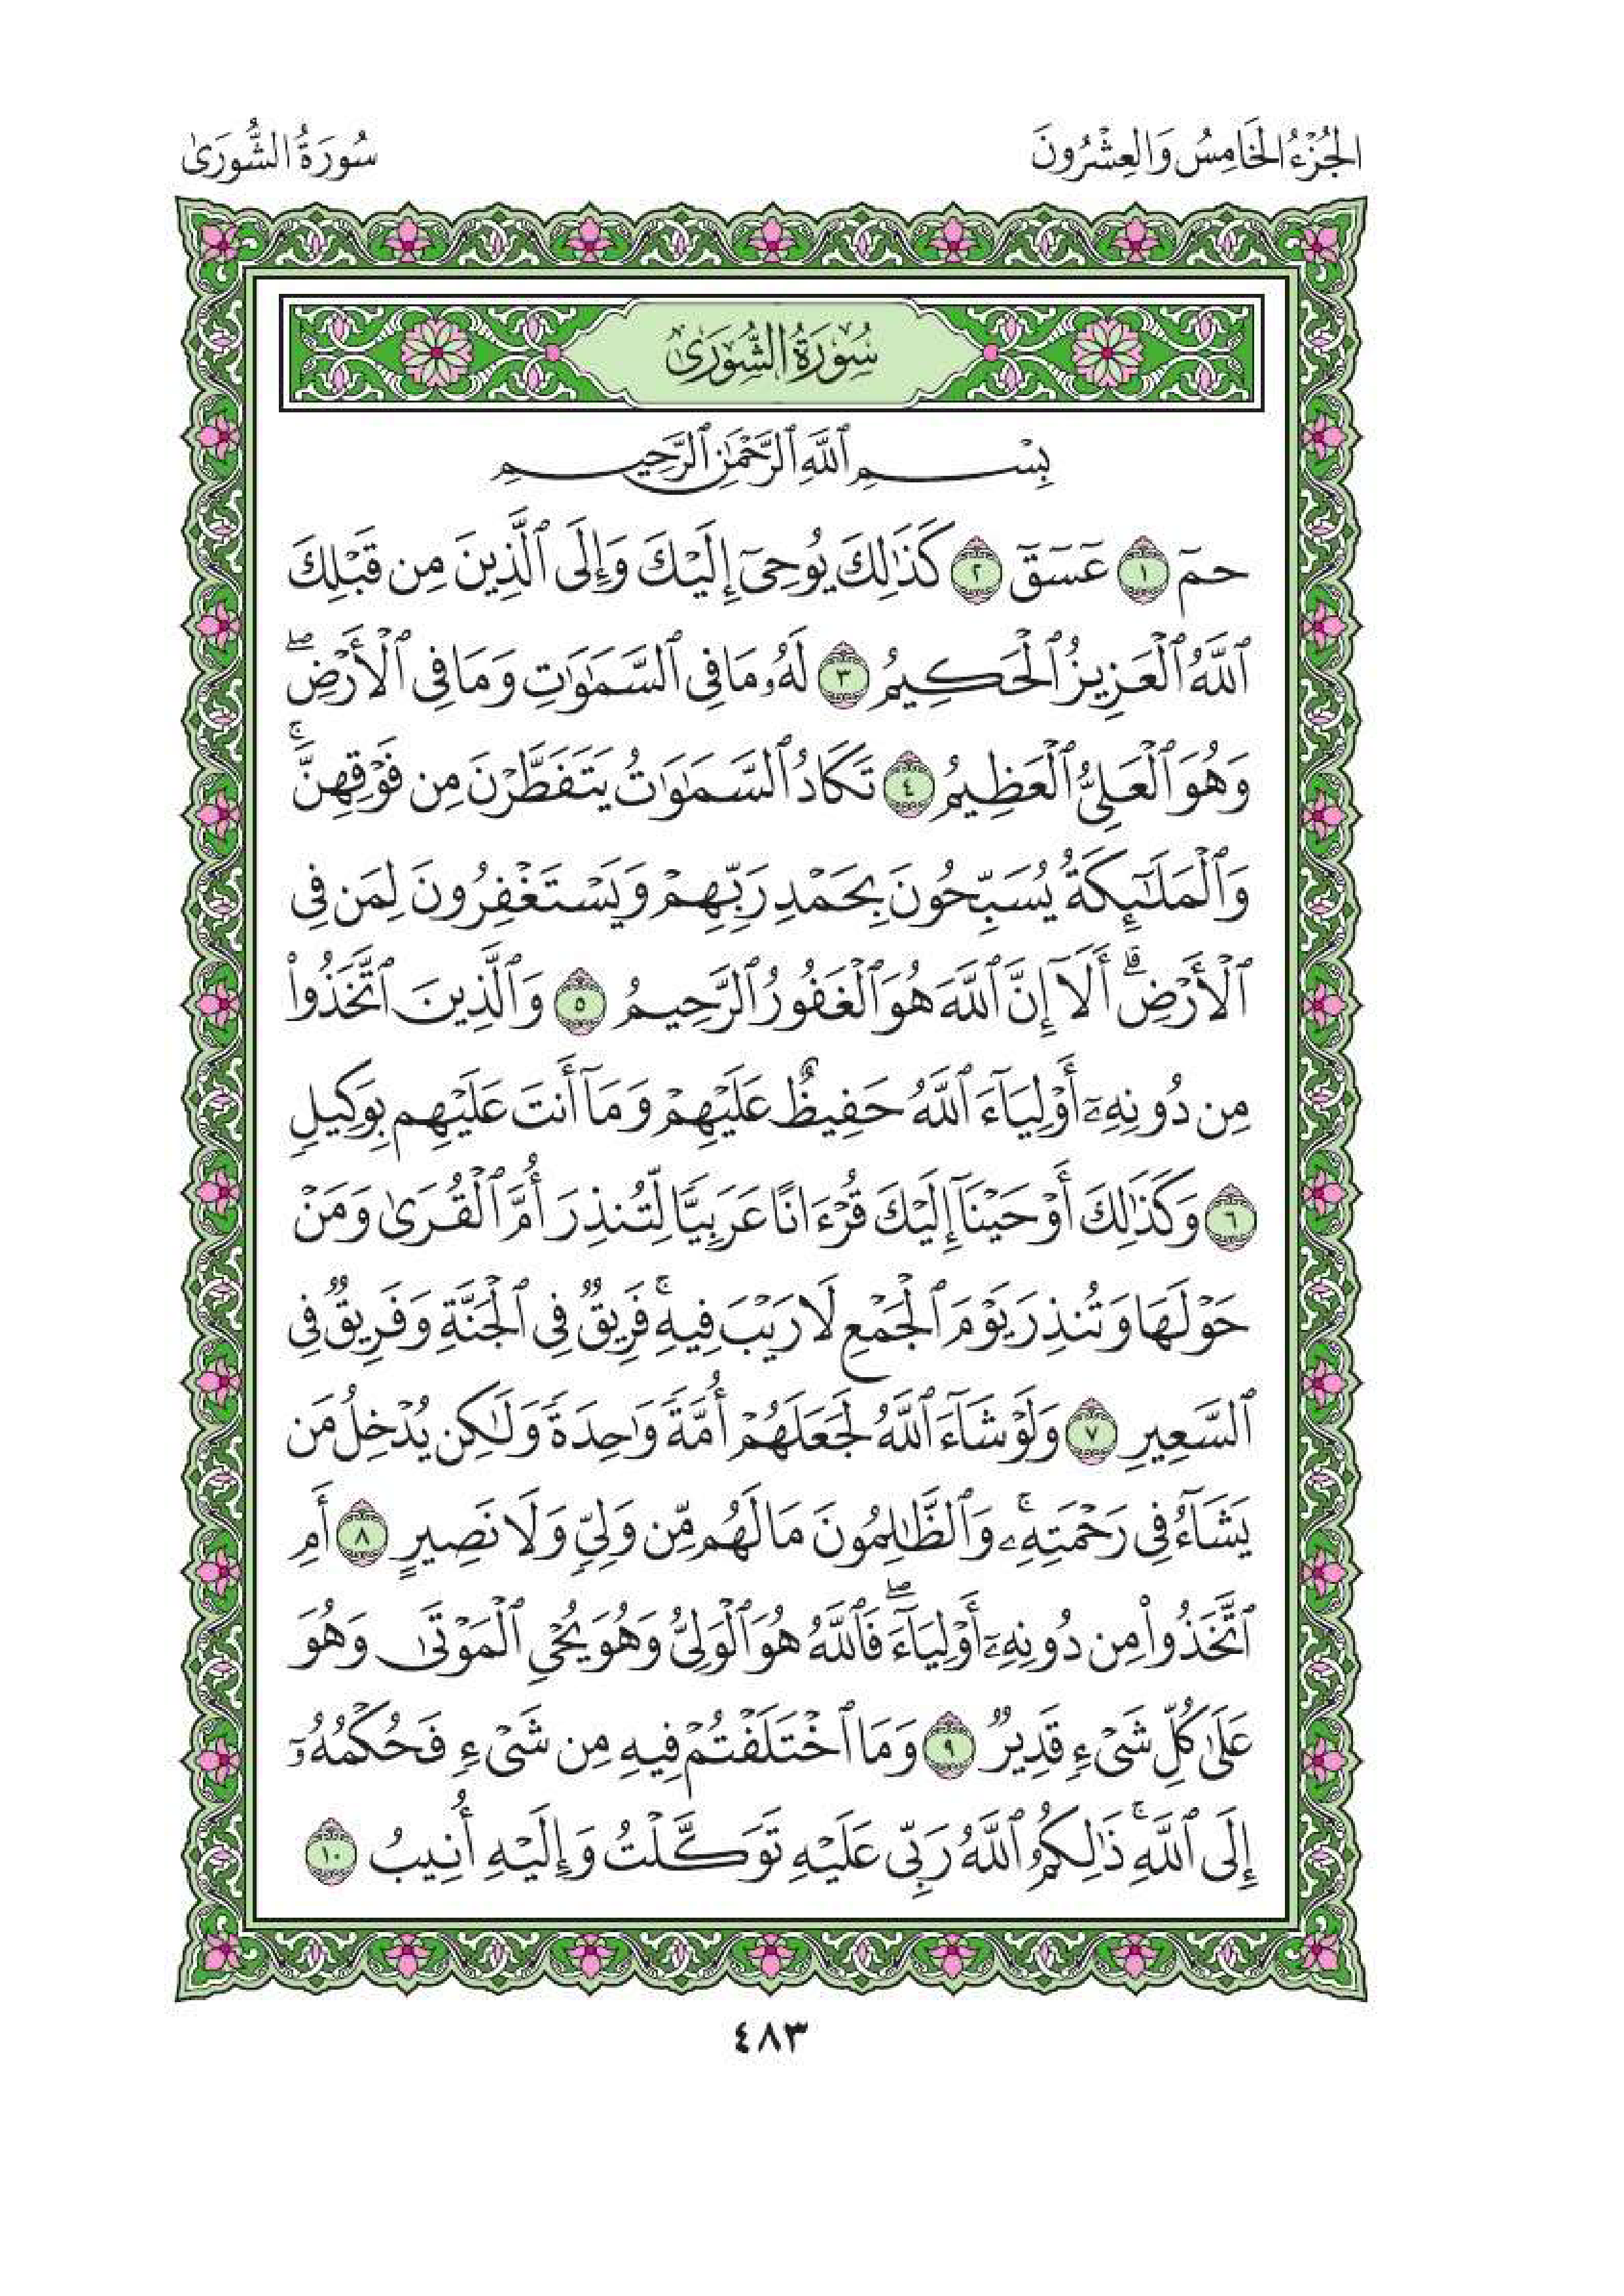 الجُزْءُ الخَامِسُ وَالعِشْرُونَ
سُورَةُ الشُّورَىٰ
سُورَةُ الشُّورَىٰ
بِسْمِ ٱللَّهِ ٱلرَّحْمَٰنِ ٱلرَّحِيمِ
حمٓ ١ عٓسٓقٓ ٢ كَذَٰلِكَ يُوحِىٓ إِلَيْكَ وَإِلَى ٱلَّذِينَ مِن قَبْلِكَ
ٱللَّهُ ٱلْعَزِيزُ ٱلْحَكِيمُ ٣ لَهُۥ مَا فِى ٱلسَّمَٰوَٰتِ وَمَا فِى ٱلْأَرْضِۖ
وَهُوَ ٱلْعَلِىُّ ٱلْعَظِيمُ ٤ تَكَادُ ٱلسَّمَٰوَٰتُ يَتَفَطَّرْنَ مِن فَوْقِهِنَّۚ
وَٱلْمَلَٰٓئِكَةُ يُسَبِّحُونَ بِحَمْدِ رَبِّهِمْ وَيَسْتَغْفِرُونَ لِمَن فِى
ٱلْأَرْضِۗ أَلَآ إِنَّ ٱللَّهَ هُوَ ٱلْغَفُورُ ٱلرَّحِيمُ ٥ وَٱلَّذِينَ ٱتَّخَذُوا۟
مِن دُونِهِۦٓ أَوْلِيَآءَ ٱللَّهُ حَفِيظٌ عَلَيْهِمْ وَمَآ أَنتَ عَلَيْهِم بِوَكِيلٍ
٦ وَكَذَٰلِكَ أَوْحَيْنَآ إِلَيْكَ قُرْءَانًا عَرَبِيًّا لِّتُنذِرَ أُمَّ ٱلْقُرَىٰ وَمَنْ
حَوْلَهَا وَتُنذِرَ يَوْمَ ٱلْجَمْعِ لَا رَيْبَ فِيهِۚ فَرِيقٌ فِى ٱلْجَنَّةِ وَفَرِيقٌ فِى
ٱلسَّعِيرِ ٧ وَلَوْ شَآءَ ٱللَّهُ لَجَعَلَهُمْ أُمَّةً وَٰحِدَةً وَلَٰكِن يُدْخِلُ مَن
يَشَآءُ فِى رَحْمَتِهِۦۚ وَٱلظَّٰلِمُونَ مَا لَهُم مِّن وَلِىٍّ وَلَا نَصِيرٍ ٨ أَمِ
ٱتَّخَذُوا۟ مِن دُونِهِۦٓ أَوْلِيَآءَۖ فَٱللَّهُ هُوَ ٱلْوَلِىُّ وَهُوَ يُحْىِ ٱلْمَوْتَىٰ وَهُوَ
عَلَىٰ كُلِّ شَىْءٍ قَدِيرٌ ٩ وَمَا ٱخْتَلَفْتُمْ فِيهِ مِن شَىْءٍ فَحُكْمُهُۥٓ
إِلَى ٱللَّهِۚ ذَٰلِكُمُ ٱللَّهُ رَبِّى عَلَيْهِ تَوَكَّلْتُ وَإِلَيْهِ أُنِيبُ ١٠
٤٨٣